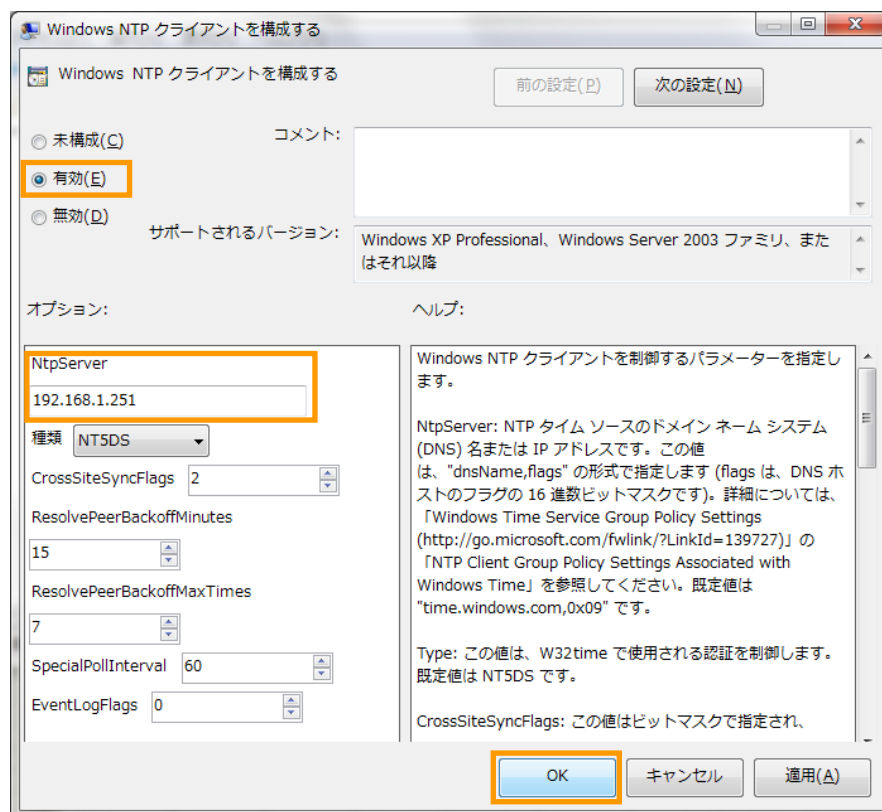 Windows NTP クライアントを構成する
Windows NTP クライアントを構成する
前の設定(P)
次の設定(N)
未構成(C)
コメント:
有効(E)
無効(D)
サポートされるバージョン:
Windows XP Professional、Windows Server 2003 ファミリ、また
はそれ以降
オプション:
ヘルプ:
NtpServer
192.168.1.251
種類 NT5DS
CrossSiteSyncFlags 2
ResolvePeerBackoffMinutes
15
ResolvePeerBackoffMaxTimes
7
SpecialPollInterval 60
EventLogFlags 0
Windows NTP クライアントを制御するパラメーターを指定し
ます。
NtpServer: NTP タイム ソースのドメイン ネーム システム
(DNS) 名または IP アドレスです。この値
は、"dnsName,flags" の形式で指定します (flags は、DNS ホ
ストのフラグの 16 進数ビットマスクです)。詳細については、
「Windows Time Service Group Policy Settings
(http://go.microsoft.com/fwlink/?LinkId=139727)」の
「NTP Client Group Policy Settings Associated with
Windows Time」を参照してください。既定値は
"time.windows.com,0x09" です。
Type: この値は、W32time で使用される認証を制御します。
既定値は NT5DS です。
CrossSiteSyncFlags: この値はビットマスクで指定され、
OK
キャンセル
適用(A)